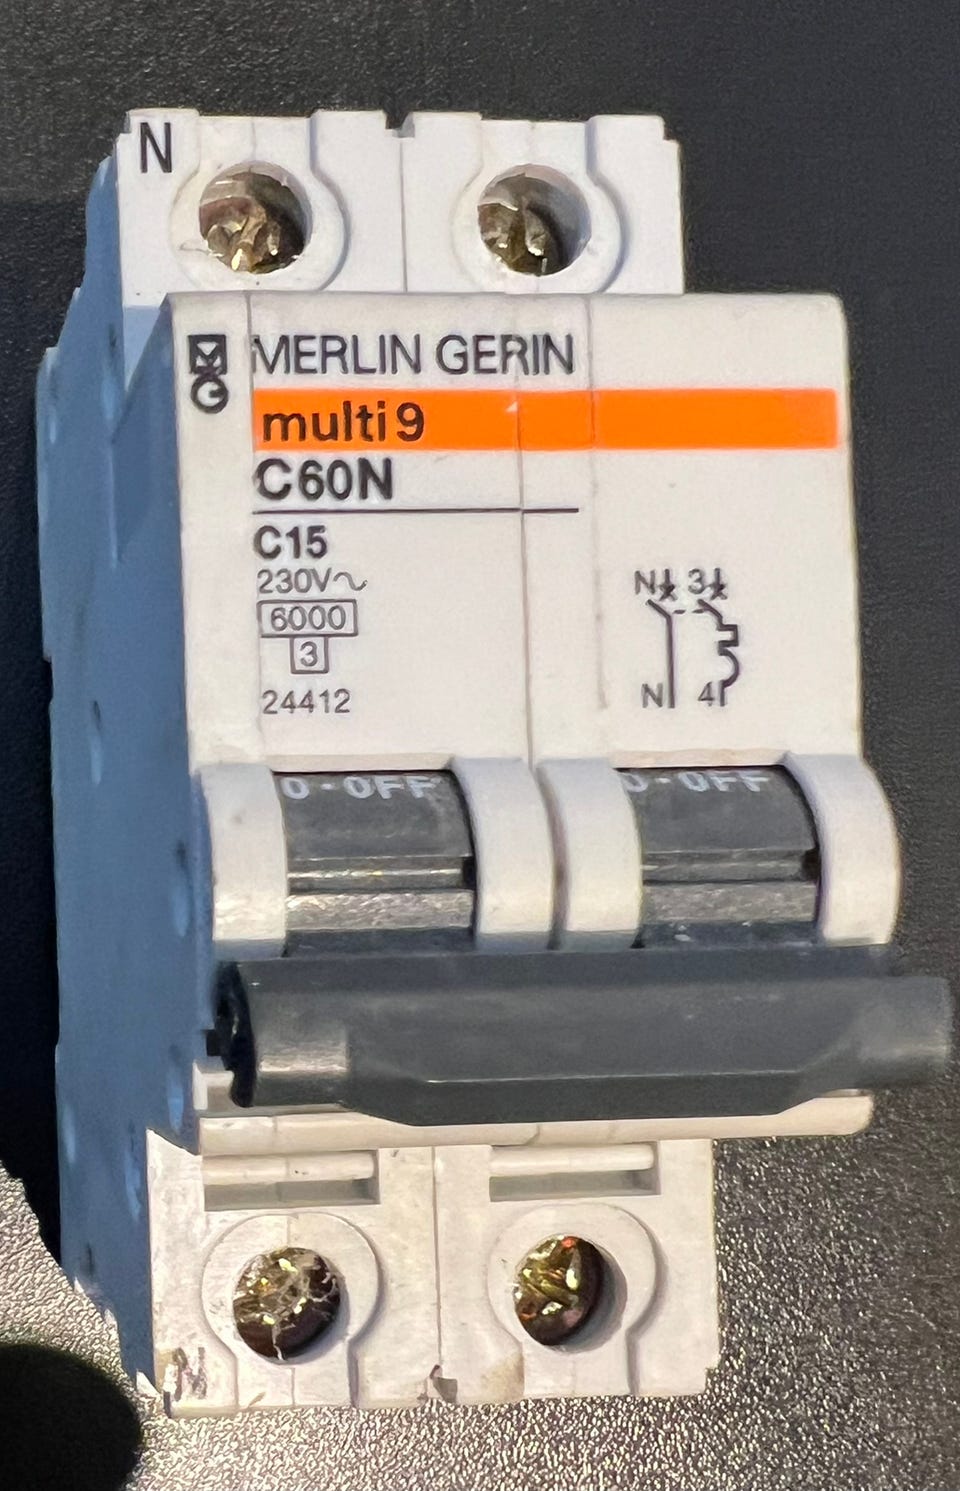 N
MERLIN GERIN
multi 9
C60N
C15
230V~
6000
3
24412
N 3
N 4
O-OFF O-OFF
N